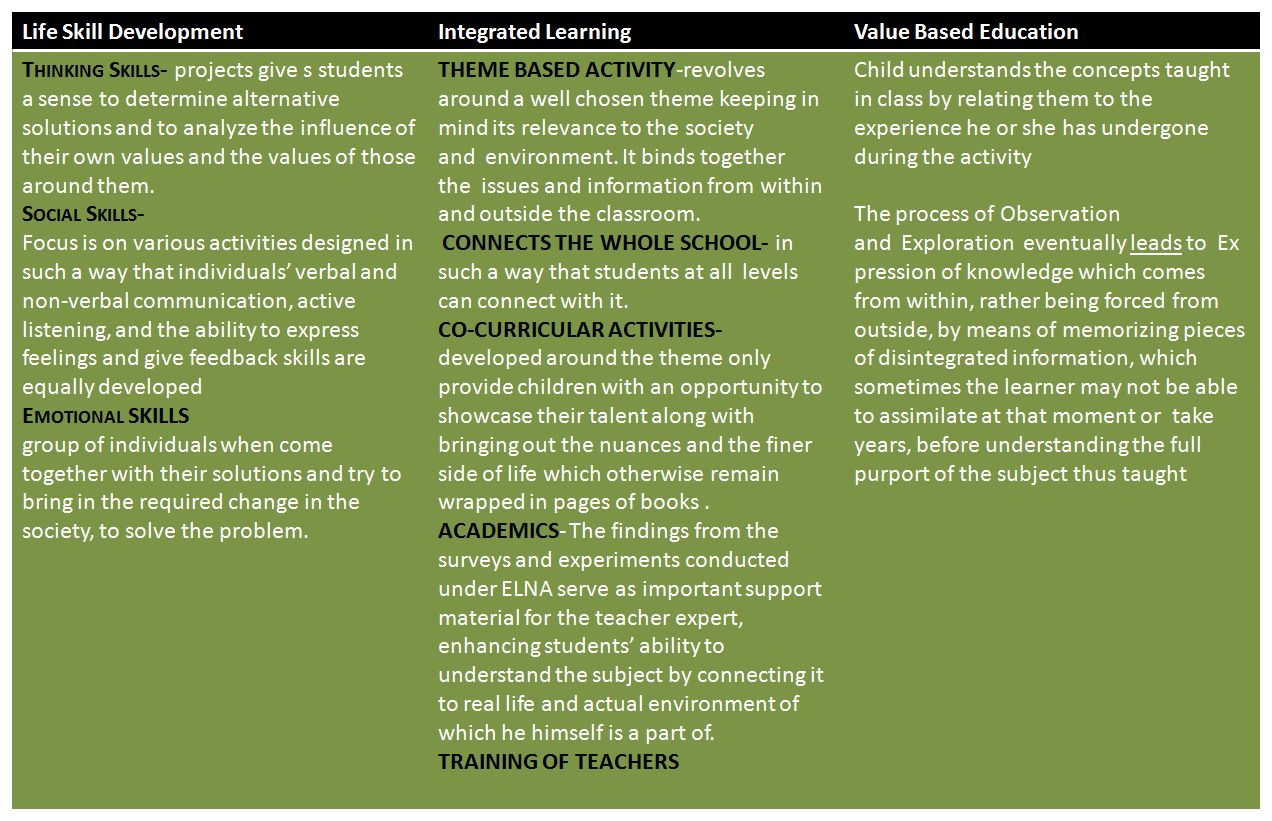 Life Skill Development
THINKING SKILLS- projects give s students
a sense to determine alternative
solutions and to analyze the influence of
their own values and the values of those
around them.
SOCIAL SKILLS-
Focus is on various activities designed in
such a way that individuals’ verbal and
non-verbal communication, active
listening, and the ability to express
feelings and give feedback skills are
equally developed
EMOTIONAL SKILLS
group of individuals when come
together with their solutions and try to
bring in the required change in the
society, to solve the problem.
Integrated Learning
THEME BASED ACTIVITY-revolves
around a well chosen theme keeping in
mind its relevance to the society
and environment. It binds together
the issues and information from within
and outside the classroom.
CONNECTS THE WHOLE SCHOOL- in
such a way that students at all levels
can connect with it.
CO-CURRICULAR ACTIVITIES-
developed around the theme only
provide children with an opportunity to
showcase their talent along with
bringing out the nuances and the finer
side of life which otherwise remain
wrapped in pages of books .
ACADEMICS- The findings from the
surveys and experiments conducted
under ELNA serve as important support
material for the teacher expert,
enhancing students’ ability to
understand the subject by connecting it
to real life and actual environment of
which he himself is a part of.
TRAINING OF TEACHERS
Value Based Education
Child understands the concepts taught
in class by relating them to the
experience he or she has undergone
during the activity
The process of Observation
and Exploration eventually leads to Ex
pression of knowledge which comes
from within, rather being forced from
outside, by means of memorizing pieces
of disintegrated information, which
sometimes the learner may not be able
to assimilate at that moment or take
years, before understanding the full
purport of the subject thus taught